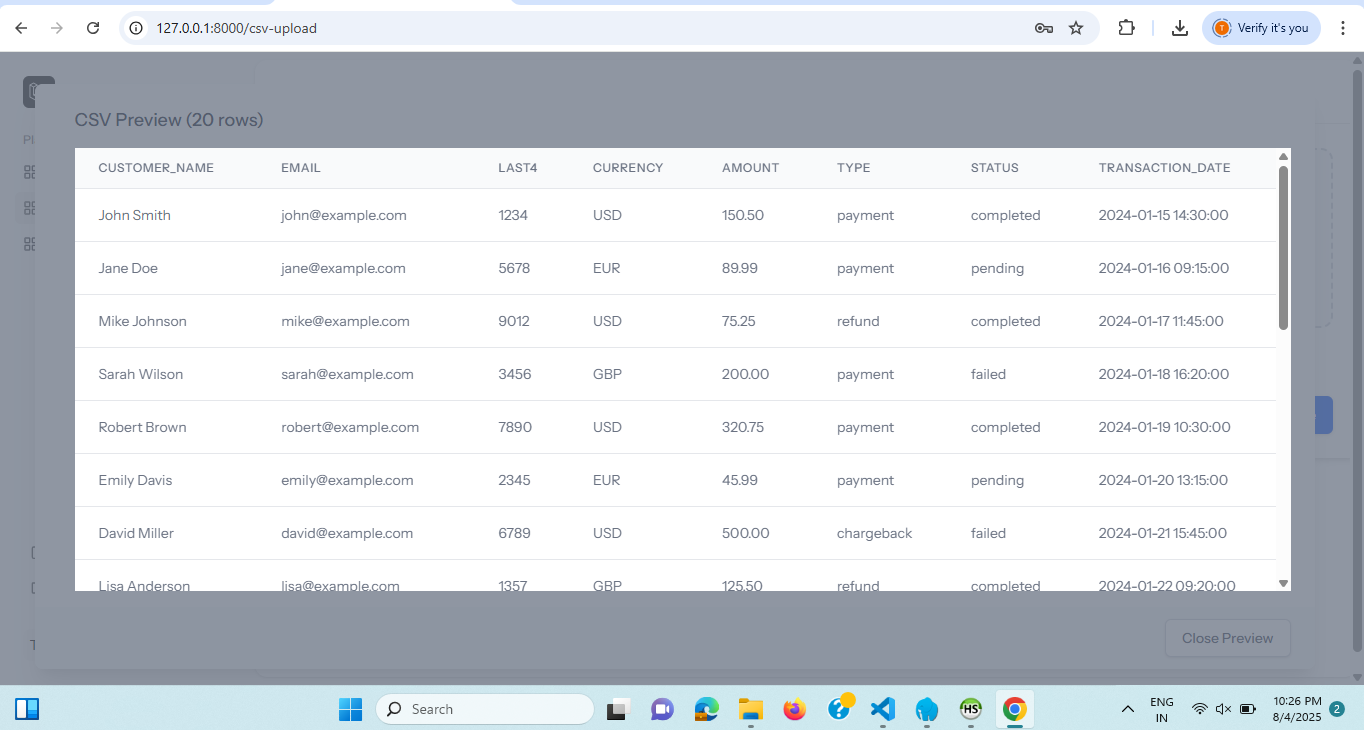 127.0.0.1:8000/csv-upload
Verify it's you
CSV Preview (20 rows)
CUSTOMER_NAME EMAIL LAST4 CURRENCY AMOUNT TYPE STATUS TRANSACTION_DATE
John Smith john@example.com 1234 USD 150.50 payment completed 2024-01-15 14:30:00
Jane Doe jane@example.com 5678 EUR 89.99 payment pending 2024-01-16 09:15:00
Mike Johnson mike@example.com 9012 USD 75.25 refund completed 2024-01-17 11:45:00
Sarah Wilson sarah@example.com 3456 GBP 200.00 payment failed 2024-01-18 16:20:00
Robert Brown robert@example.com 7890 USD 320.75 payment completed 2024-01-19 10:30:00
Emily Davis emily@example.com 2345 EUR 45.99 payment pending 2024-01-20 13:15:00
David Miller david@example.com 6789 USD 500.00 chargeback failed 2024-01-21 15:45:00
Lisa Anderson lisa@example.com 1357 GBP 125.50 refund completed 2024-01-22 09:20:00
Close Preview
Search
HS
ENG
IN
10:26 PM
8/4/2025
2